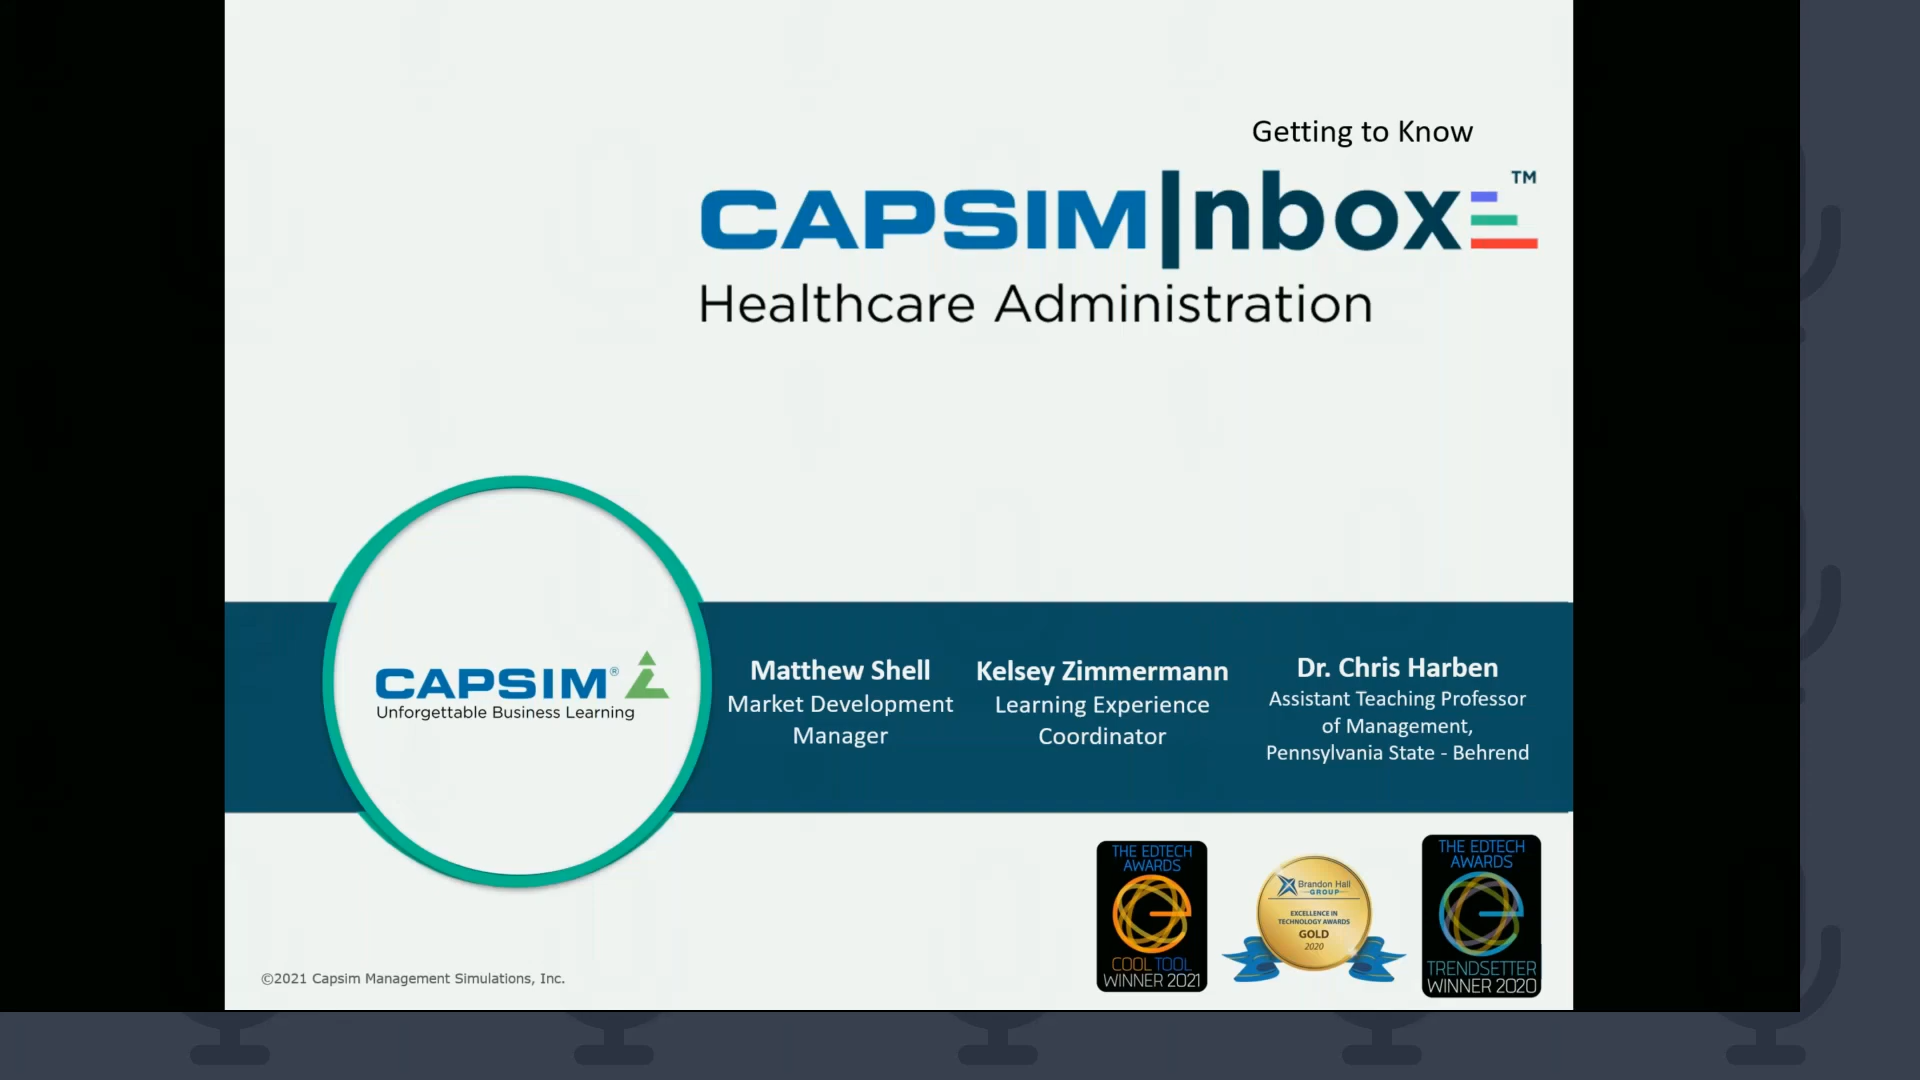 Getting to Know
CAPSIM|nbox™
Healthcare Administration
CAPSIM®
Unforgettable Business Learning
Matthew Shell
Market Development
Manager
Kelsey Zimmermann
Learning Experience
Coordinator
Dr. Chris Harben
Assistant Teaching Professor
of Management,
Pennsylvania State - Behrend
THE EDTECH
AWARDS
COOL TOOL
WINNER 2021
Brandon Hall
GROUP
EXCELLENCE IN
TECHNOLOGY AWARDS
GOLD
2020
THE EDTECH
AWARDS
TRENDSETTER
WINNER 2020
©2021 Capsim Management Simulations, Inc.